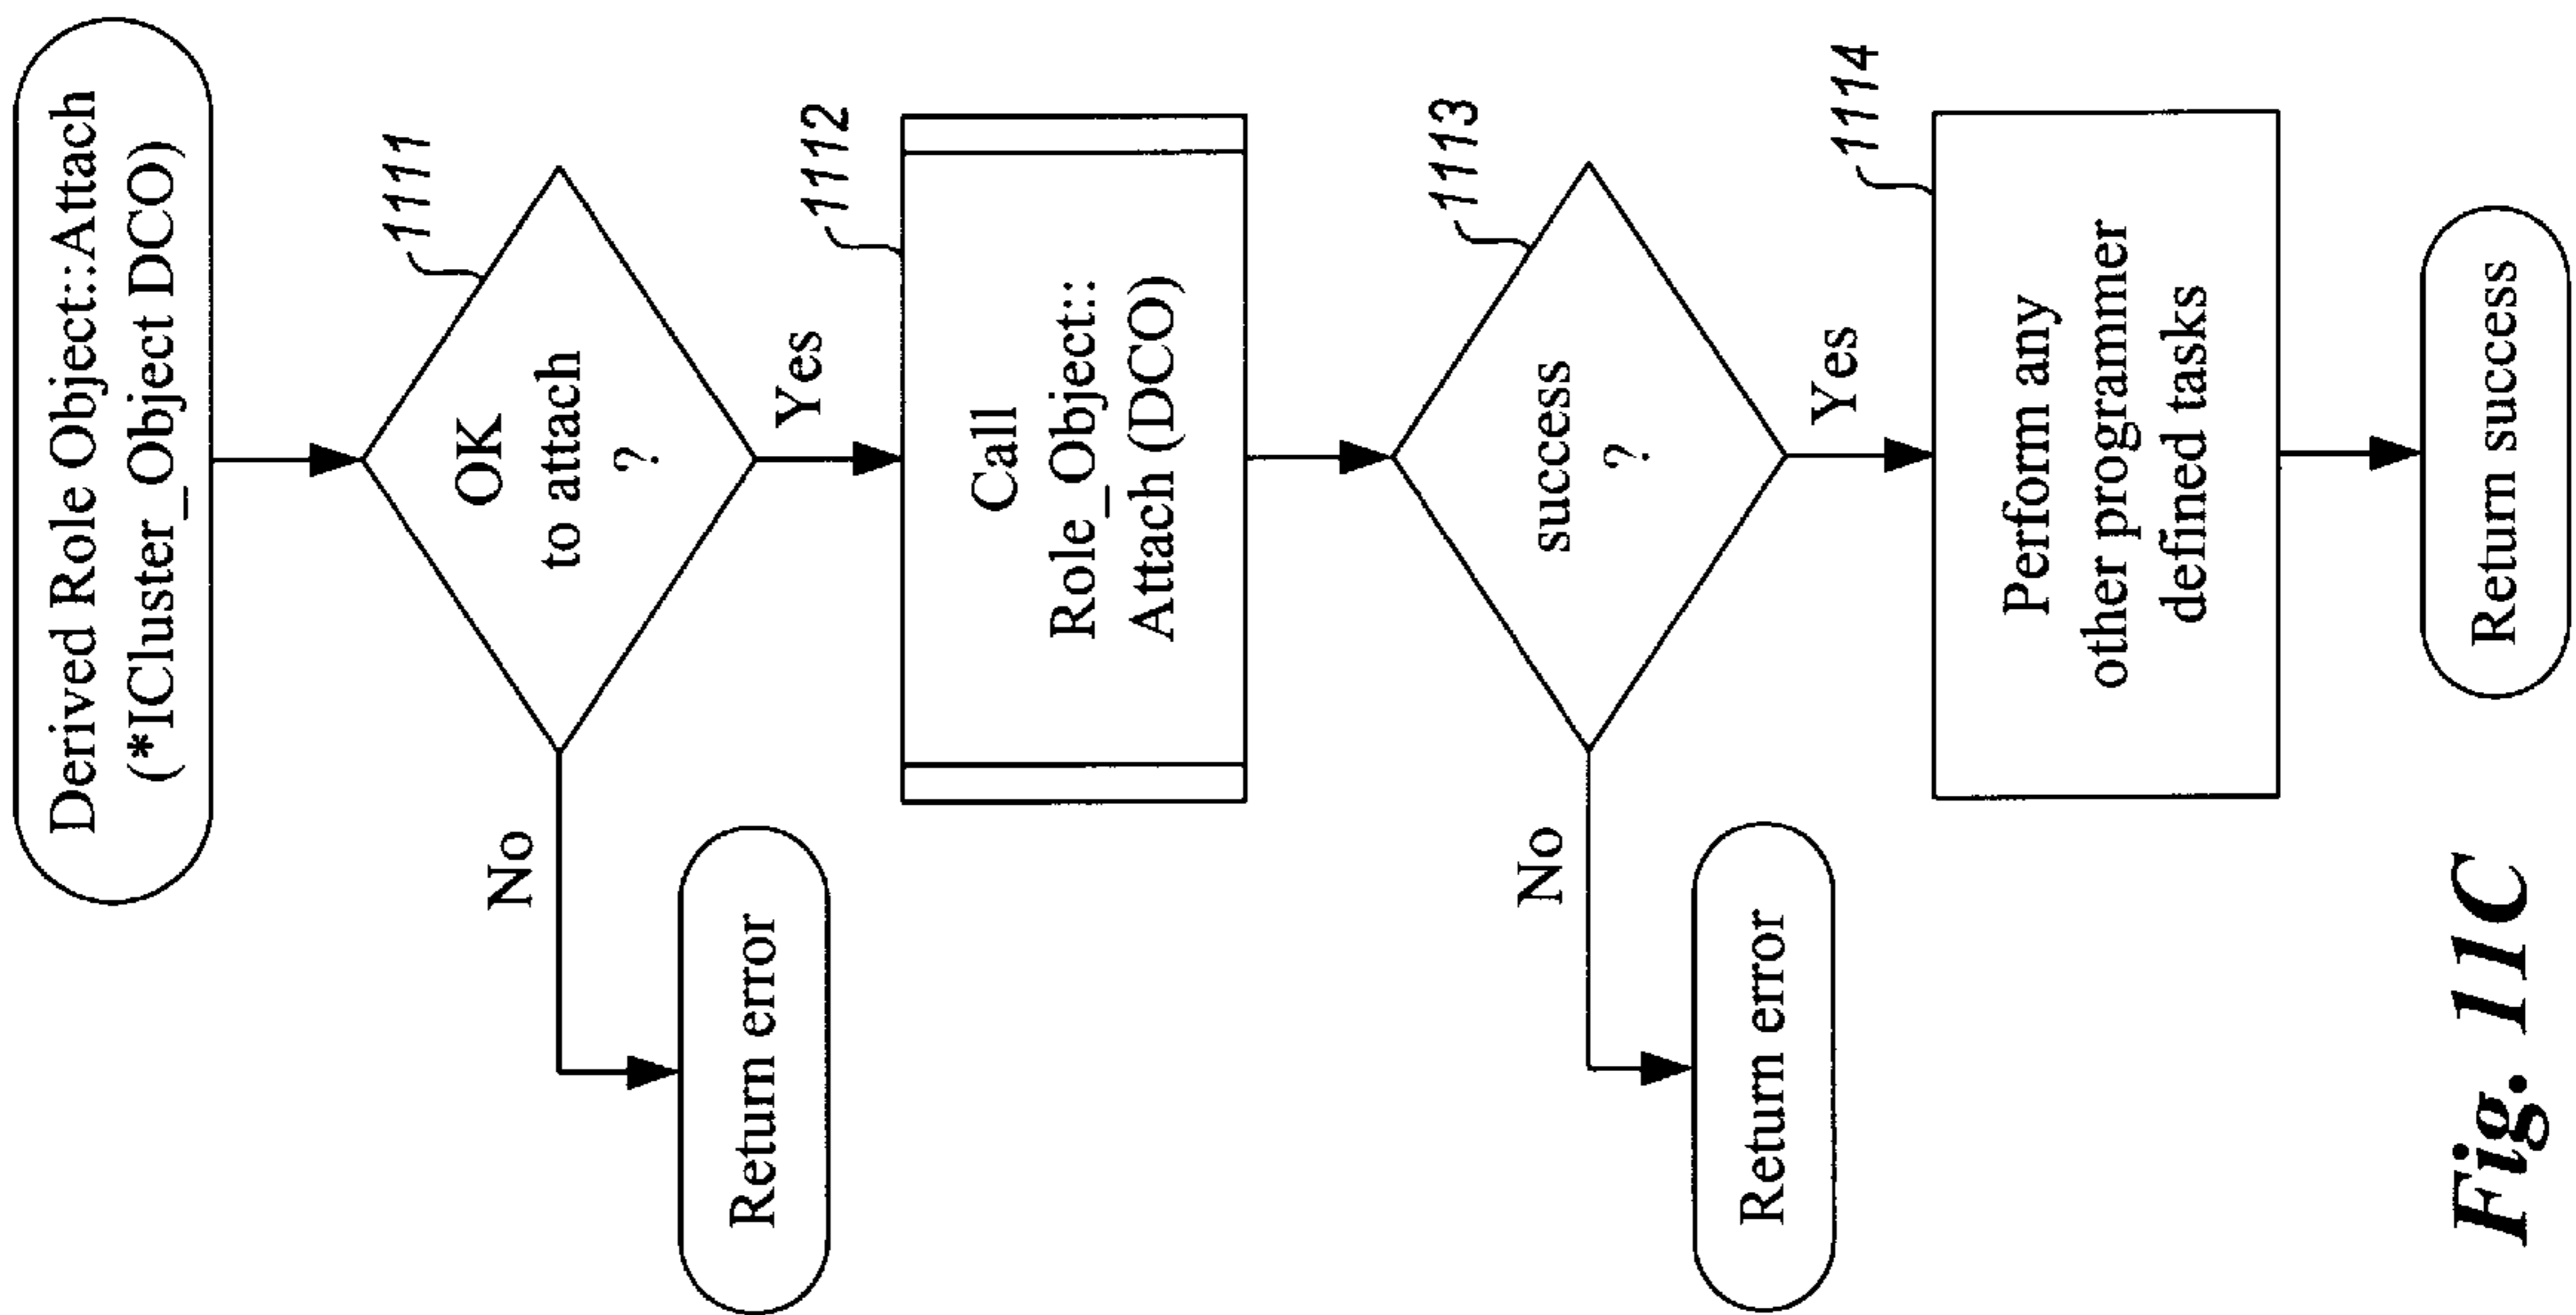 Derived Role Object::Attach
(*ICluster_Object DCO)
1111
OK
to attach
?
No
Yes
Return error
1112
Call
Role_Object::
Attach (DCO)
1113
success
?
No
Yes
Return error
1114
Perform any
other programmer
defined tasks
Return success
Fig. 11C